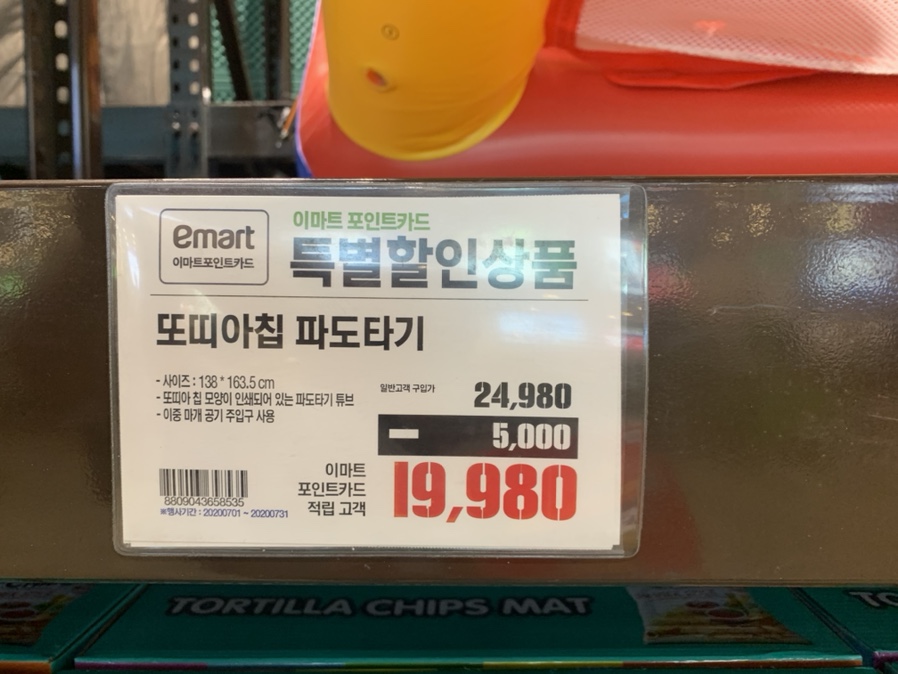 emart
이마트포인트카드
이마트 포인트카드
특별할인상품
또띠아칩 파도타기
- 사이즈 : 138 * 163.5 cm
- 또띠아 칩 모양이 인쇄되어 있는 파도타기 튜브
- 이중 마개 공기 주입구 사용
일반고객 구입가 24,980
- 5,000
이마트
포인트카드
적립 고객
19,980
8809043658535
※행사기간 : 20200701 ~ 20200731
TORTILLA CHIPS MAT
TO